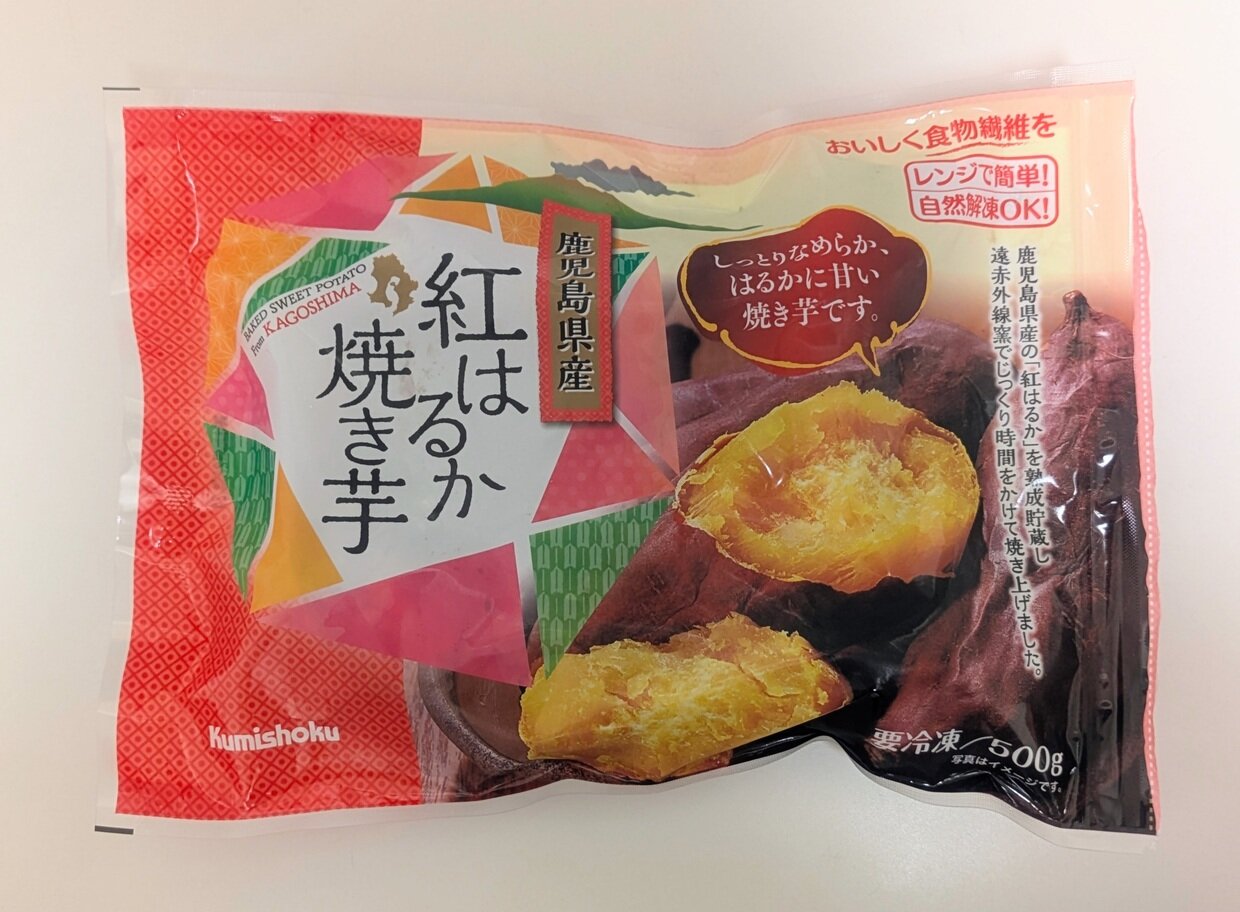 おいしく食物繊維を
レンジで簡単!
自然解凍OK!
鹿児島県産
紅はるか
焼き芋
BAKED SWEET POTATO
From KAGOSHIMA
しっとりなめらか、
はるかに甘い
焼き芋です。
鹿児島県産の「紅はるか」を熟成貯蔵し
遠赤外線窯でじっくり時間をかけて焼き上げました。
Kumishoku
要冷凍/500g
写真はイメージです。